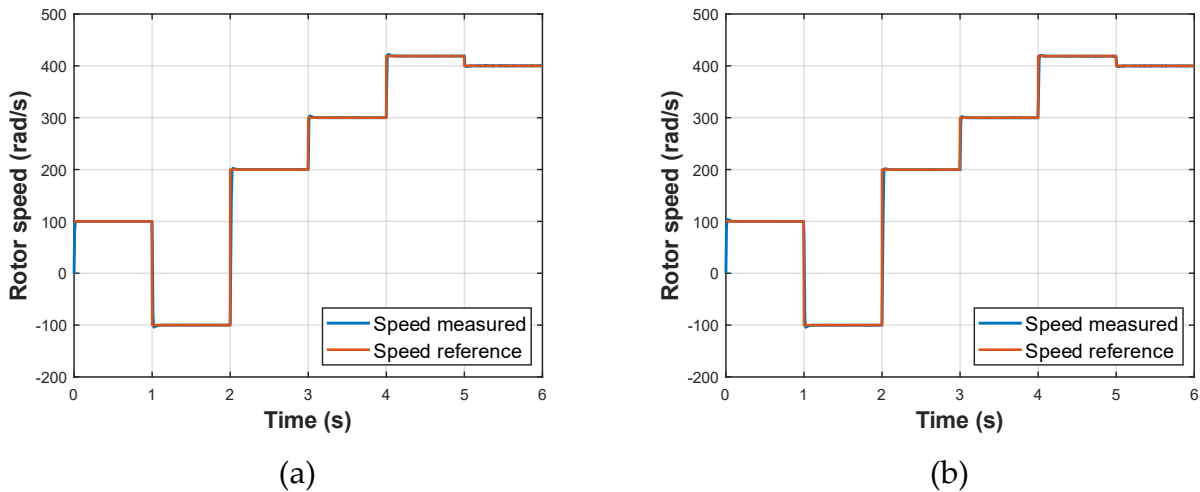 500
400
300
200
100
0
-100
-200
Rotor speed (rad/s)
Speed measured
Speed reference
0 1 2 3 4 5 6
Time (s)
(a)
500
400
300
200
100
0
-100
-200
Rotor speed (rad/s)
Speed measured
Speed reference
0 1 2 3 4 5 6
Time (s)
(b)